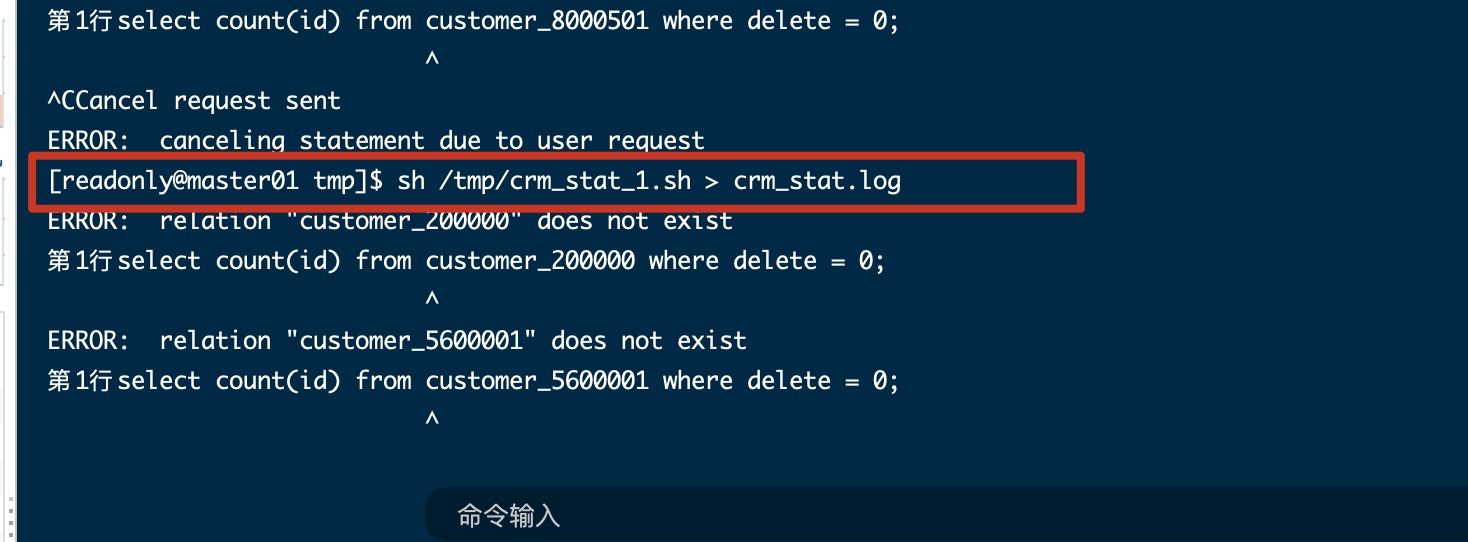 第1行select count(id) from customer_8000501 where delete = 0;
^
^CCancel request sent
ERROR:  canceling statement due to user request
[readonly@master01 tmp]$ sh /tmp/crm_stat_1.sh > crm_stat.log
ERROR:  relation "customer_200000" does not exist
第1行select count(id) from customer_200000 where delete = 0;
^
ERROR:  relation "customer_5600001" does not exist
第1行select count(id) from customer_5600001 where delete = 0;
^
命令输入